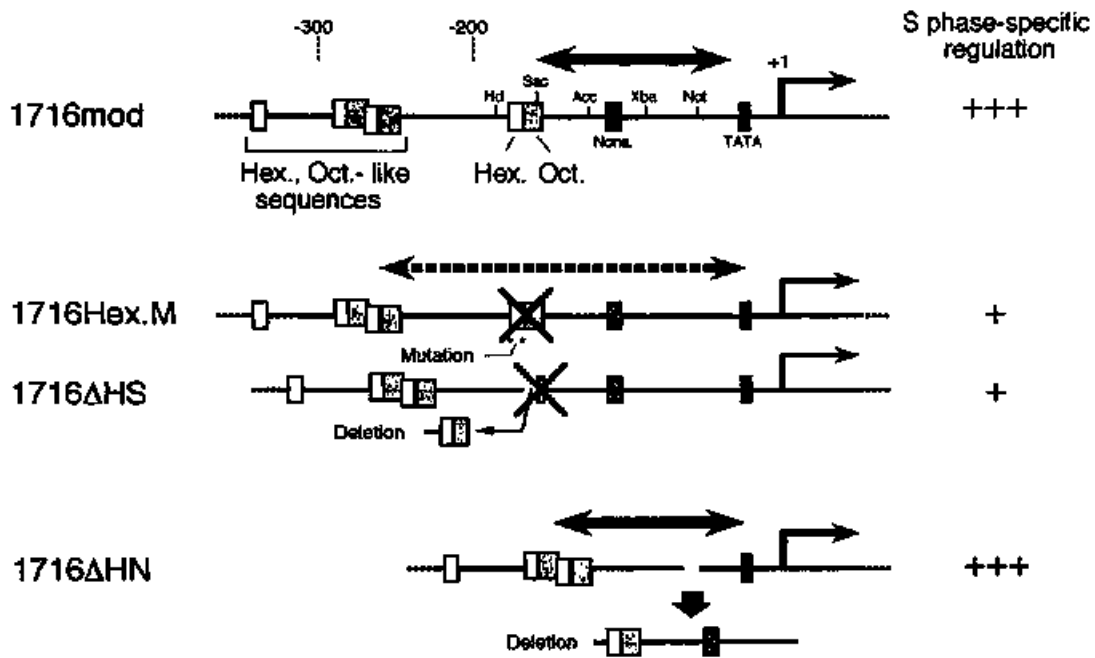 -300
-200
S phase-specific
regulation
+1
Hd
Sac
Acc
Xba
Not
1716mod
+++
Nona.
TATA
Hex., Oct.- like
sequences
Hex. Oct.
1716Hex.M
+
Mutation
1716ΔHS
+
Deletion
1716ΔHN
+++
Deletion